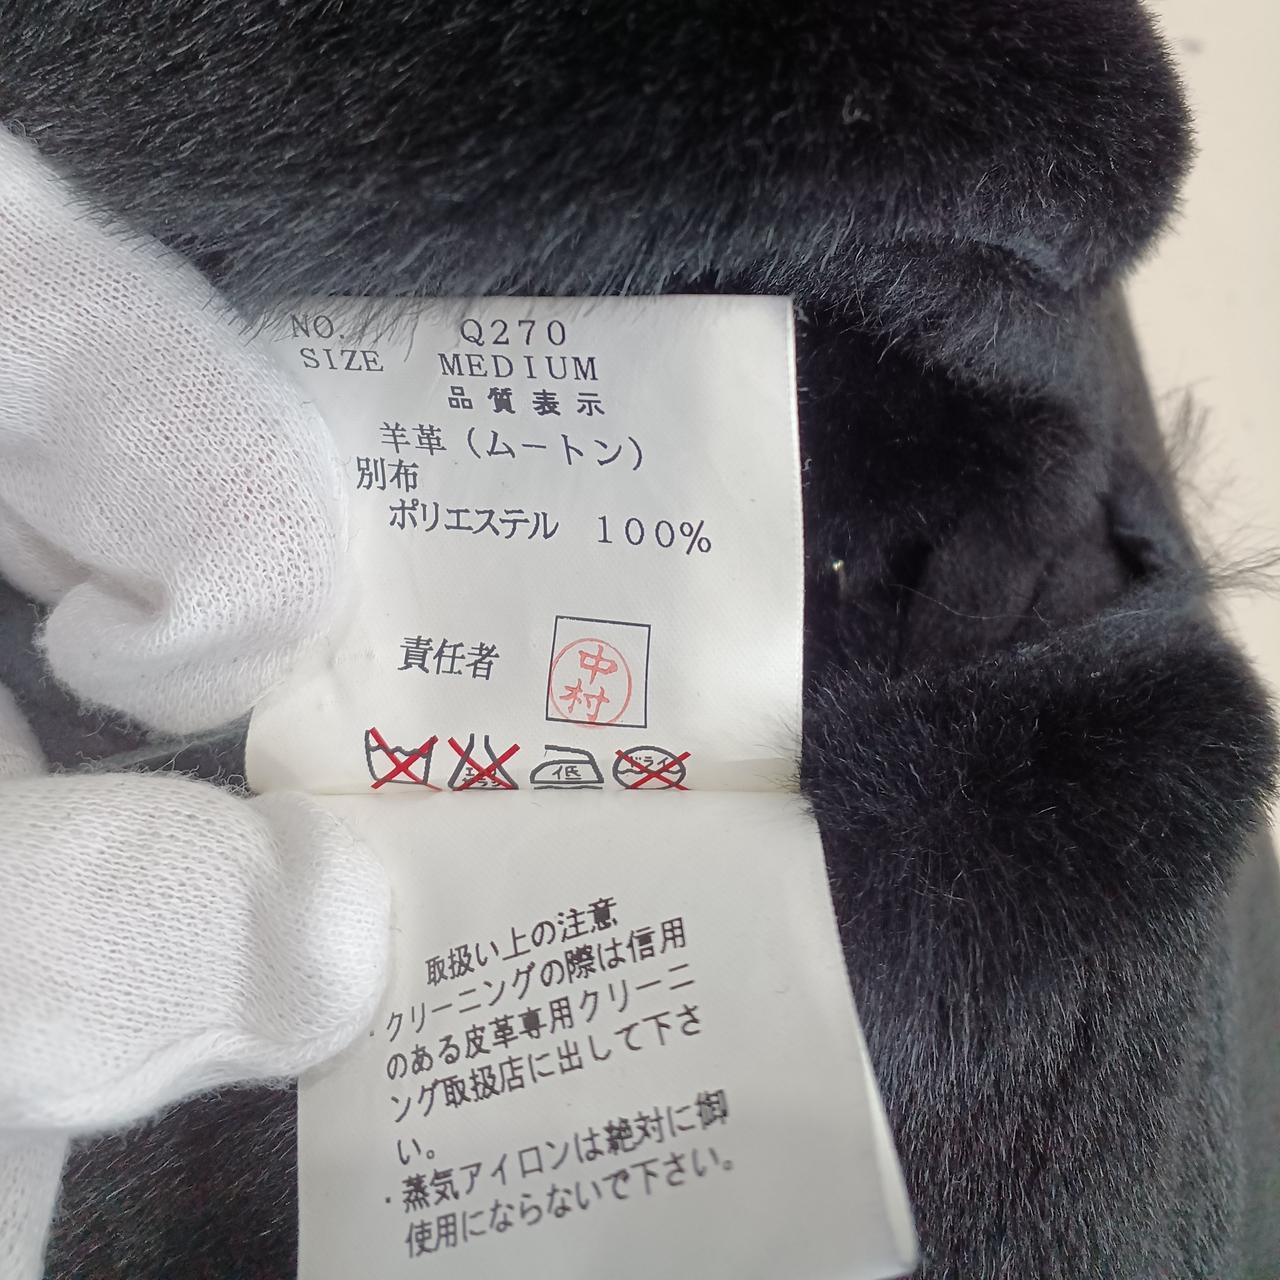 NO. Q270
SIZE MEDIUM
品質表示
羊革（ムートン）
別布
ポリエステル 100%
責任者
中
村
低
ドライ
取扱い上の注意
・クリーニングの際は信用
のある皮革専用クリーニ
ング取扱店に出して下さ
い。
・蒸気アイロンは絶対に御
使用にならないで下さい。